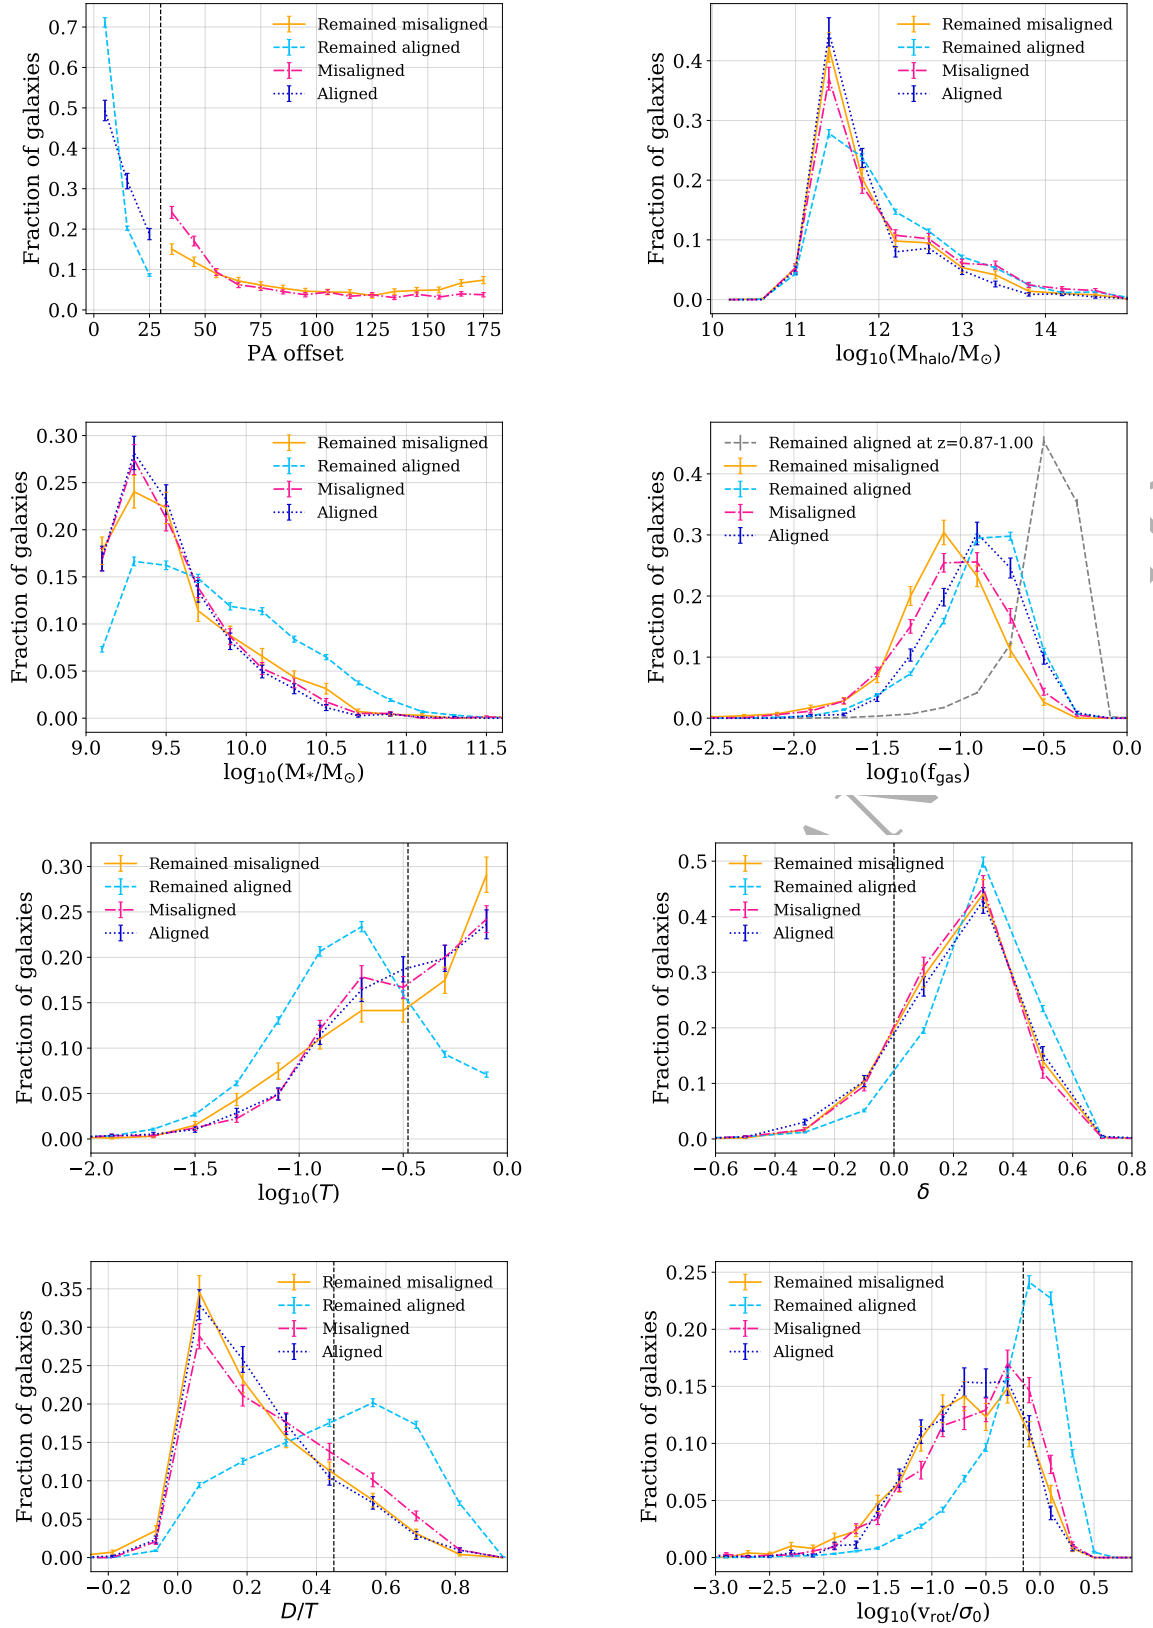 Fraction of galaxies
0.7
0.6
0.5
0.4
0.3
0.2
0.1
0.0
Remained misaligned
Remained aligned
Misaligned
Aligned
0 25 50 75 100 125 150 175
PA offset
Fraction of galaxies
0.4
0.3
0.2
0.1
0.0
Remained misaligned
Remained aligned
Misaligned
Aligned
10 11 12 13 14
log₁₀(M_halo/M_⊙)
Fraction of galaxies
0.30
0.25
0.20
0.15
0.10
0.05
0.00
Remained misaligned
Remained aligned
Misaligned
Aligned
9.0 9.5 10.0 10.5 11.0 11.5
log₁₀(M_*/M_⊙)
Fraction of galaxies
0.4
0.3
0.2
0.1
0.0
Remained aligned at z=0.87-1.00
Remained misaligned
Remained aligned
Misaligned
Aligned
−2.5 −2.0 −1.5 −1.0 −0.5 0.0
log₁₀(f_gas)
Fraction of galaxies
0.30
0.25
0.20
0.15
0.10
0.05
0.00
Remained misaligned
Remained aligned
Misaligned
Aligned
−2.0 −1.5 −1.0 −0.5 0.0
log₁₀(T)
Fraction of galaxies
0.5
0.4
0.3
0.2
0.1
0.0
Remained misaligned
Remained aligned
Misaligned
Aligned
−0.6 −0.4 −0.2 0.0 0.2 0.4 0.6 0.8
δ
Fraction of galaxies
0.35
0.30
0.25
0.20
0.15
0.10
0.05
0.00
Remained misaligned
Remained aligned
Misaligned
Aligned
−0.2 0.0 0.2 0.4 0.6 0.8
D/T
Fraction of galaxies
0.25
0.20
0.15
0.10
0.05
0.00
Remained misaligned
Remained aligned
Misaligned
Aligned
−3.0 −2.5 −2.0 −1.5 −1.0 −0.5 0.0 0.5
log₁₀(v_rot/σ₀)